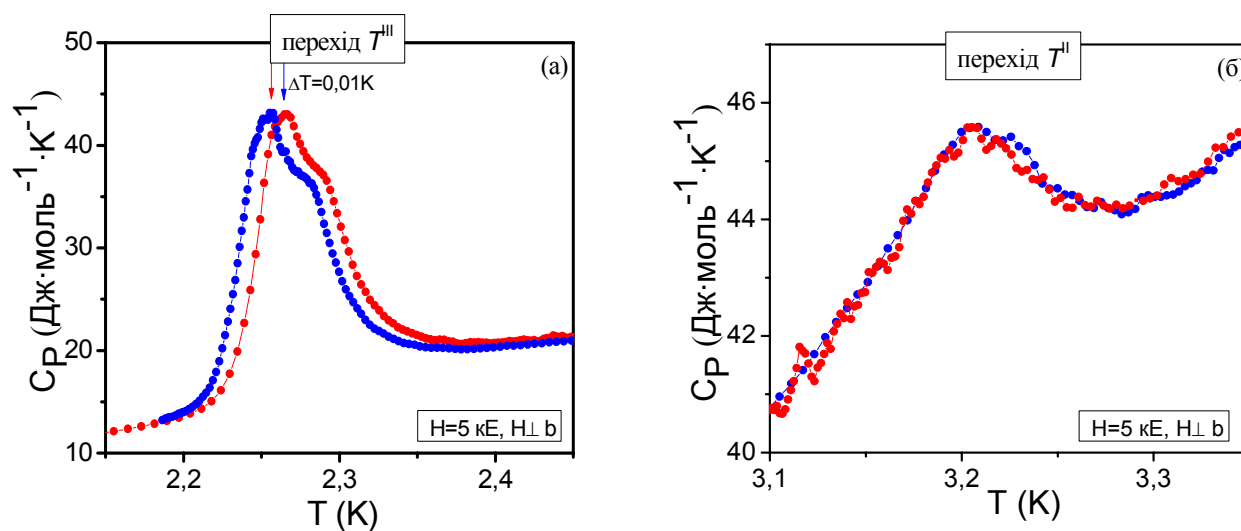 перехід T^III
(а)
ΔT=0,01K
50
40
30
20
10
C_P (Дж·моль⁻¹·K⁻¹)
H=5 кЕ, H⊥ b
2,2
2,3
2,4
T (K)
перехід T^II
(б)
46
44
42
40
C_P (Дж·моль⁻¹·K⁻¹)
H=5 кЕ, H⊥ b
3,1
3,2
3,3
T (K)